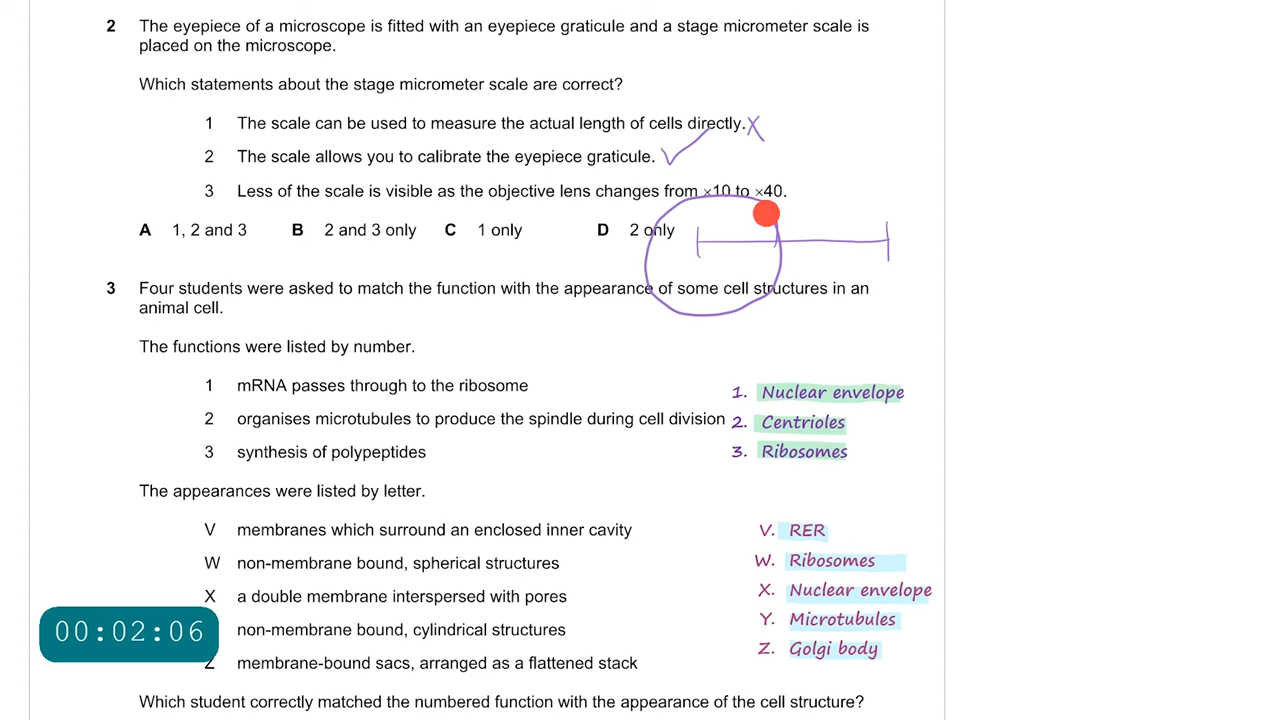 2 The eyepiece of a microscope is fitted with an eyepiece graticule and a stage micrometer scale is
placed on the microscope.
Which statements about the stage micrometer scale are correct?
1 The scale can be used to measure the actual length of cells directly.
2 The scale allows you to calibrate the eyepiece graticule.
3 Less of the scale is visible as the objective lens changes from ×10 to ×40.
A 1, 2 and 3 B 2 and 3 only C 1 only D 2 only
3 Four students were asked to match the function with the appearance of some cell structures in an
animal cell.
The functions were listed by number.
1 mRNA passes through to the ribosome 1. Nuclear envelope
2 organises microtubules to produce the spindle during cell division 2. Centrioles
3 synthesis of polypeptides 3. Ribosomes
The appearances were listed by letter.
V membranes which surround an enclosed inner cavity V. RER
W non-membrane bound, spherical structures W. Ribosomes
X a double membrane interspersed with pores X. Nuclear envelope
non-membrane bound, cylindrical structures Y. Microtubules
Z membrane-bound sacs, arranged as a flattened stack Z. Golgi body
00:02:06
Which student correctly matched the numbered function with the appearance of the cell structure?